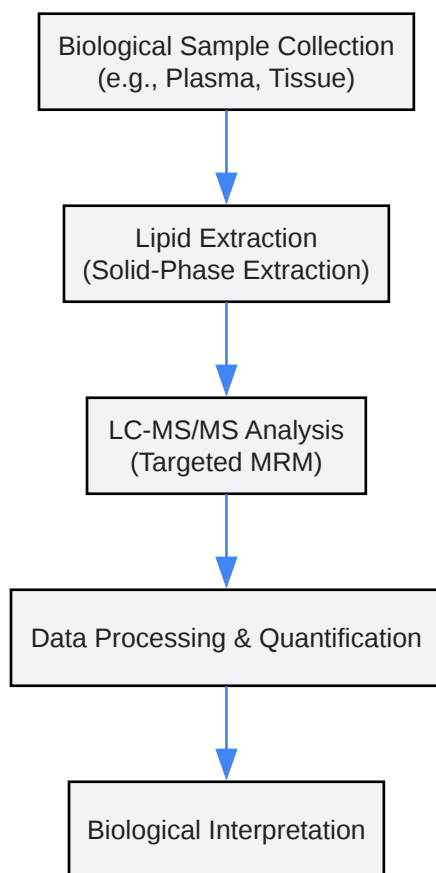 Biological Sample Collection
(e.g., Plasma, Tissue)
Lipid Extraction
(Solid-Phase Extraction)
LC-MS/MS Analysis
(Targeted MRM)
Data Processing & Quantification
Biological Interpretation